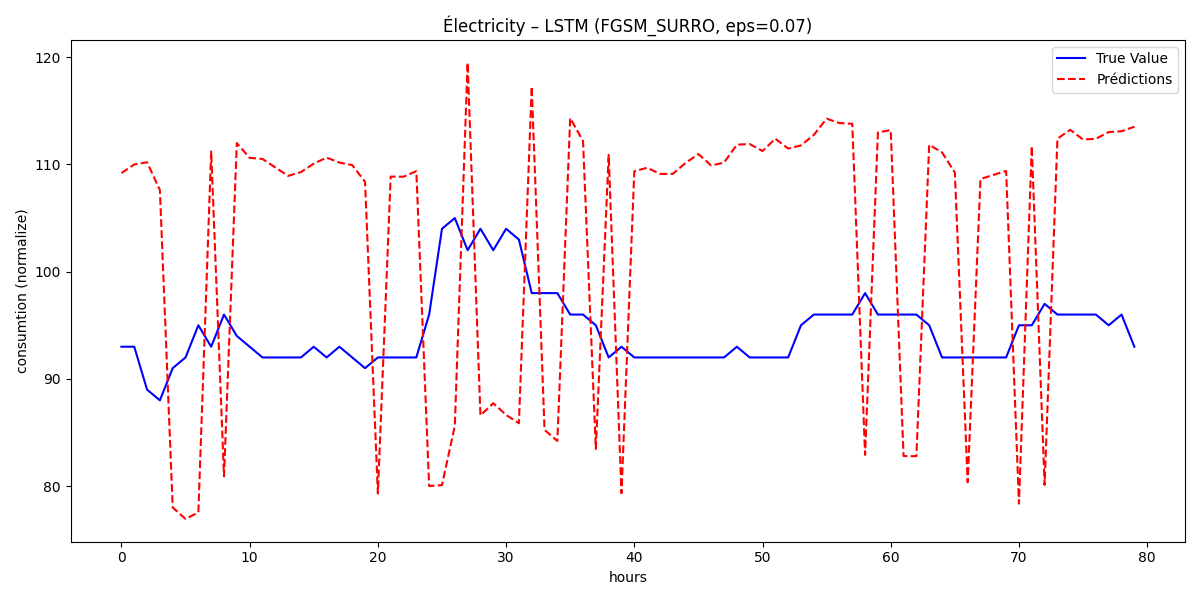 Électricity – LSTM (FGSM_SURRO, eps=0.07)
True Value
Prédictions
consumtion (normalize)
120
110
100
90
80
0 10 20 30 40 50 60 70 80
hours